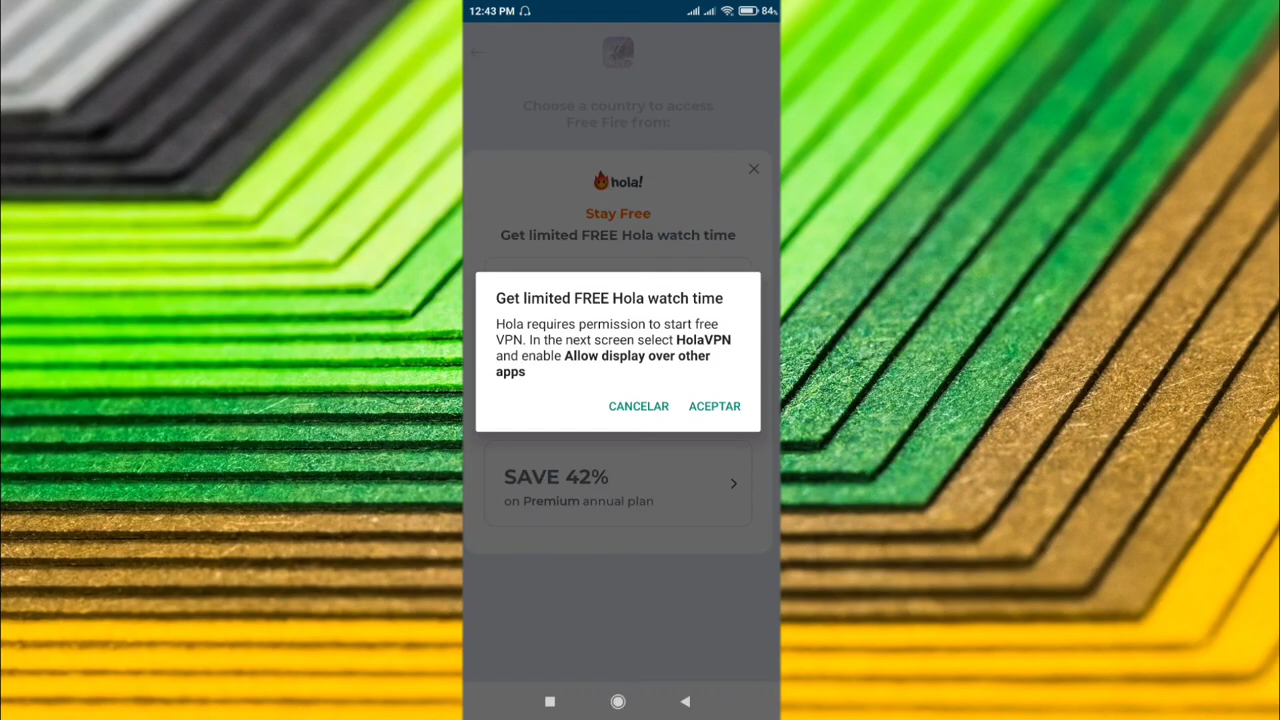 12:43 PM
84%
Choose a country to access
Free Fire from:
hola!
Stay Free
Get limited FREE Hola watch time
Get limited FREE Hola watch time
Hola requires permission to start free
VPN. In the next screen select HolaVPN
and enable Allow display over other
apps
CANCELAR ACEPTAR
SAVE 42%
on Premium annual plan